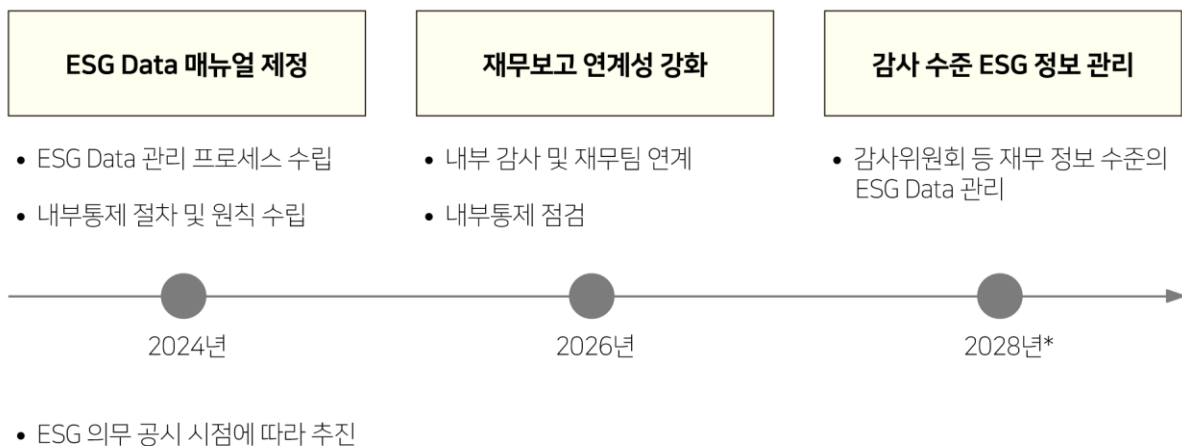 ESG Data 매뉴얼 제정
• ESG Data 관리 프로세스 수립
• 내부통제 절차 및 원칙 수립
2024년
재무보고 연계성 강화
• 내부 감사 및 재무팀 연계
• 내부통제 점검
2026년
감사 수준 ESG 정보 관리
• 감사위원회 등 재무 정보 수준의
ESG Data 관리
2028년*
• ESG 의무 공시 시점에 따라 추진